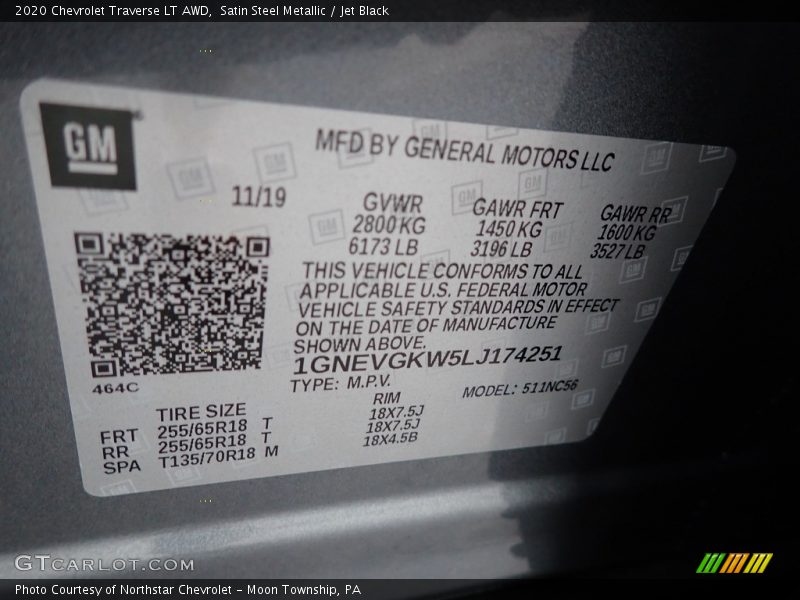 2020 Chevrolet Traverse LT AWD, Satin Steel Metallic / Jet Black
GM
MFD BY GENERAL MOTORS LLC
11/19
GVWR GAWR FRT GAWR RR
2800 KG 1450 KG 1600 KG
6173 LB 3196 LB 3527 LB
THIS VEHICLE CONFORMS TO ALL
APPLICABLE U.S. FEDERAL MOTOR
VEHICLE SAFETY STANDARDS IN EFFECT
ON THE DATE OF MANUFACTURE
SHOWN ABOVE.
1GNEVGKW5LJ174251
464C
TYPE: M.P.V. MODEL: 511NC56
TIRE SIZE RIM
FRT 255/65R18 T 18X7.5J
RR 255/65R18 T 18X7.5J
SPA T135/70R18 M 18X4.5B
GTCARLOT.COM
Photo Courtesy of Northstar Chevrolet - Moon Township, PA